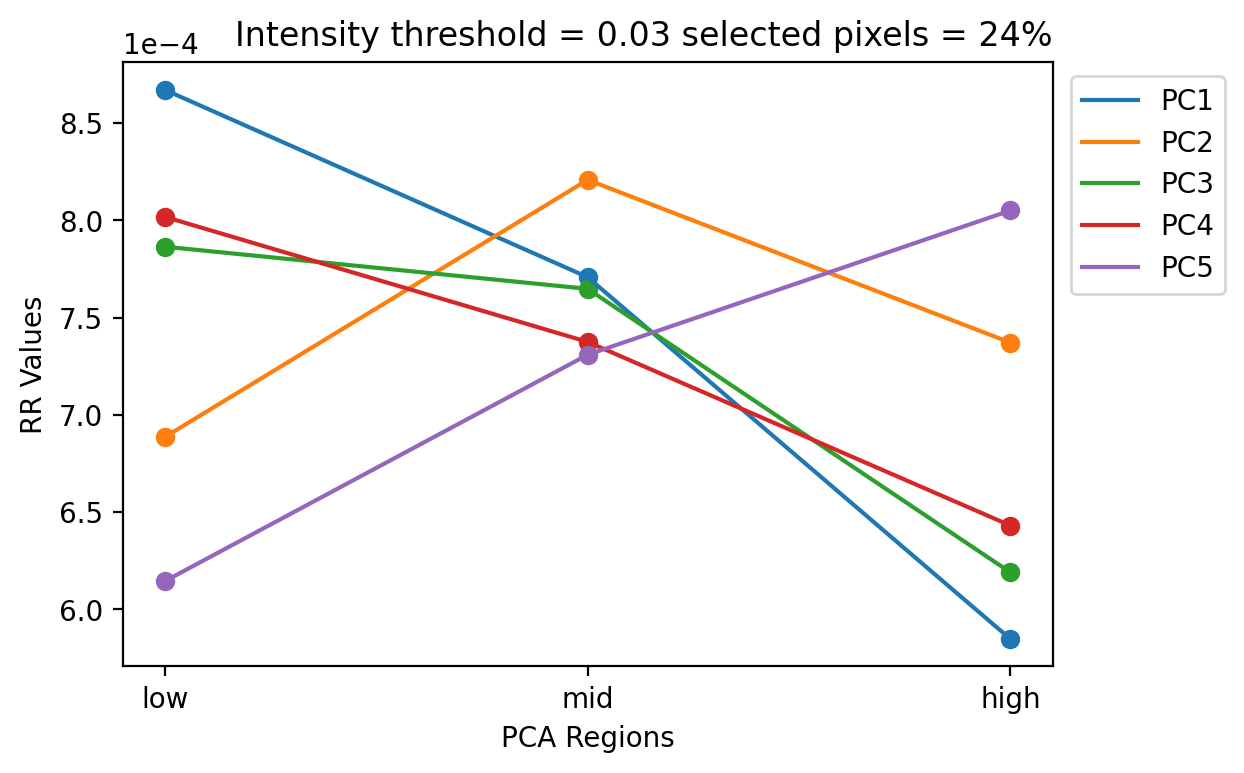 1e−4
Intensity threshold = 0.03 selected pixels = 24%
8.5
8.0
7.5
7.0
6.5
6.0
RR Values
low
mid
high
PCA Regions
PC1
PC2
PC3
PC4
PC5